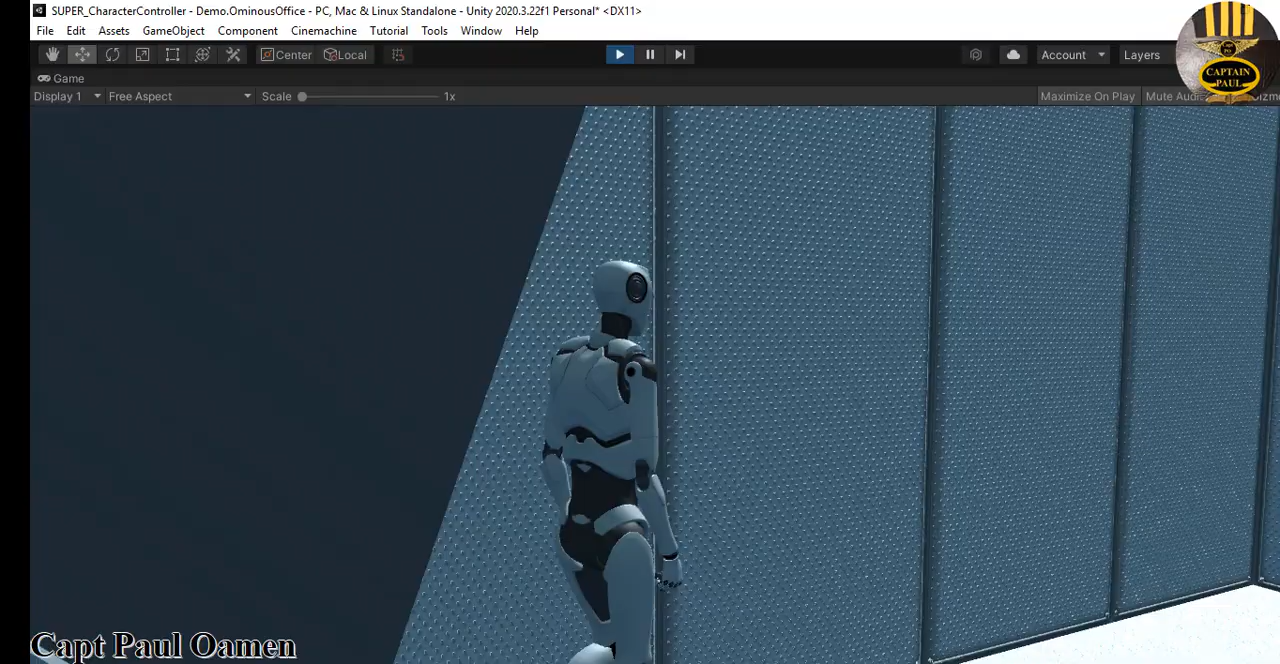 SUPER_CharacterController - Demo.OminousOffice - PC, Mac & Linux Standalone - Unity 2020.3.22f1 Personal* <DX11>
File Edit Assets GameObject Component Cinemachine Tutorial Tools Window Help
Center Local Account Layers
CAPTAIN
PAUL
Game
Display 1 Free Aspect Scale 1x Maximize On Play Mute
Capt Paul Oamen